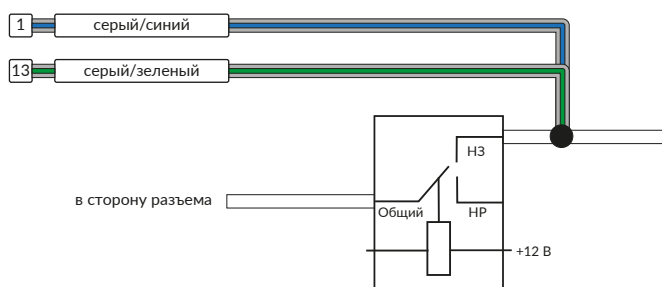 1 серый/синий
13 серый/зеленый
НЗ
в сторону разъема
Общий НР
+12 В